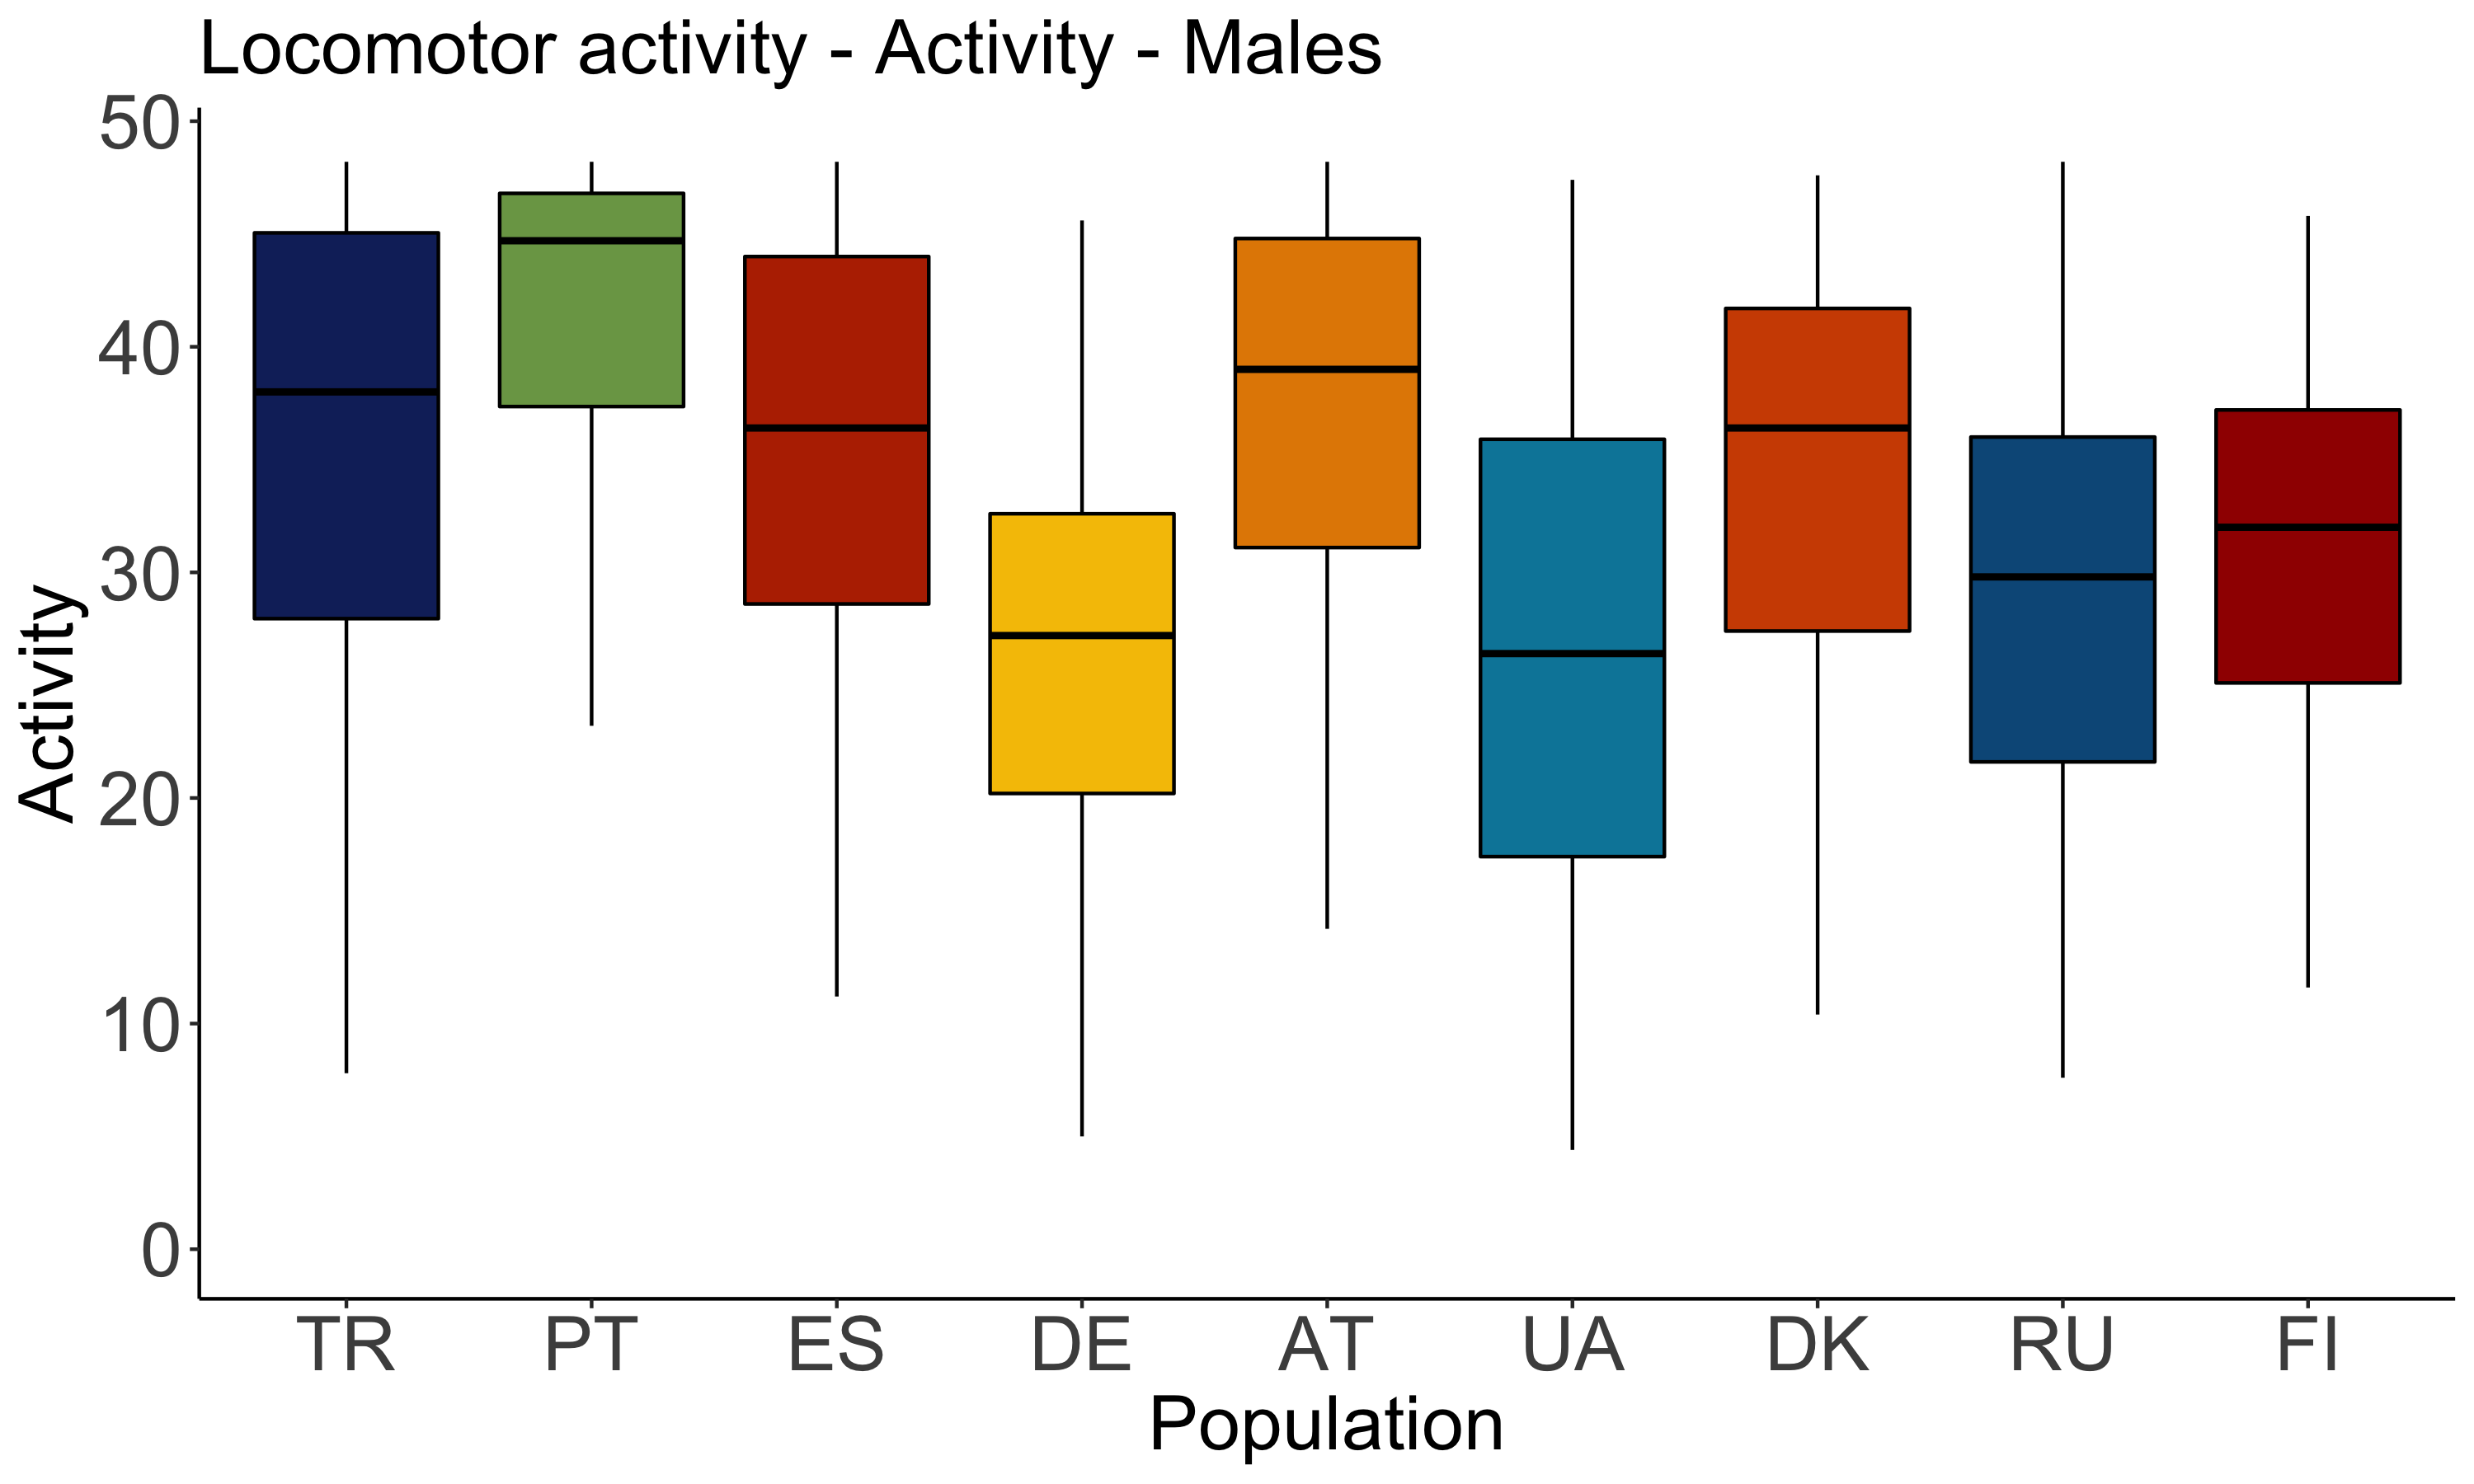 Locomotor activity - Activity - Males
Activity
50
40
30
20
10
0
TR PT ES DE AT UA DK RU FI
Population